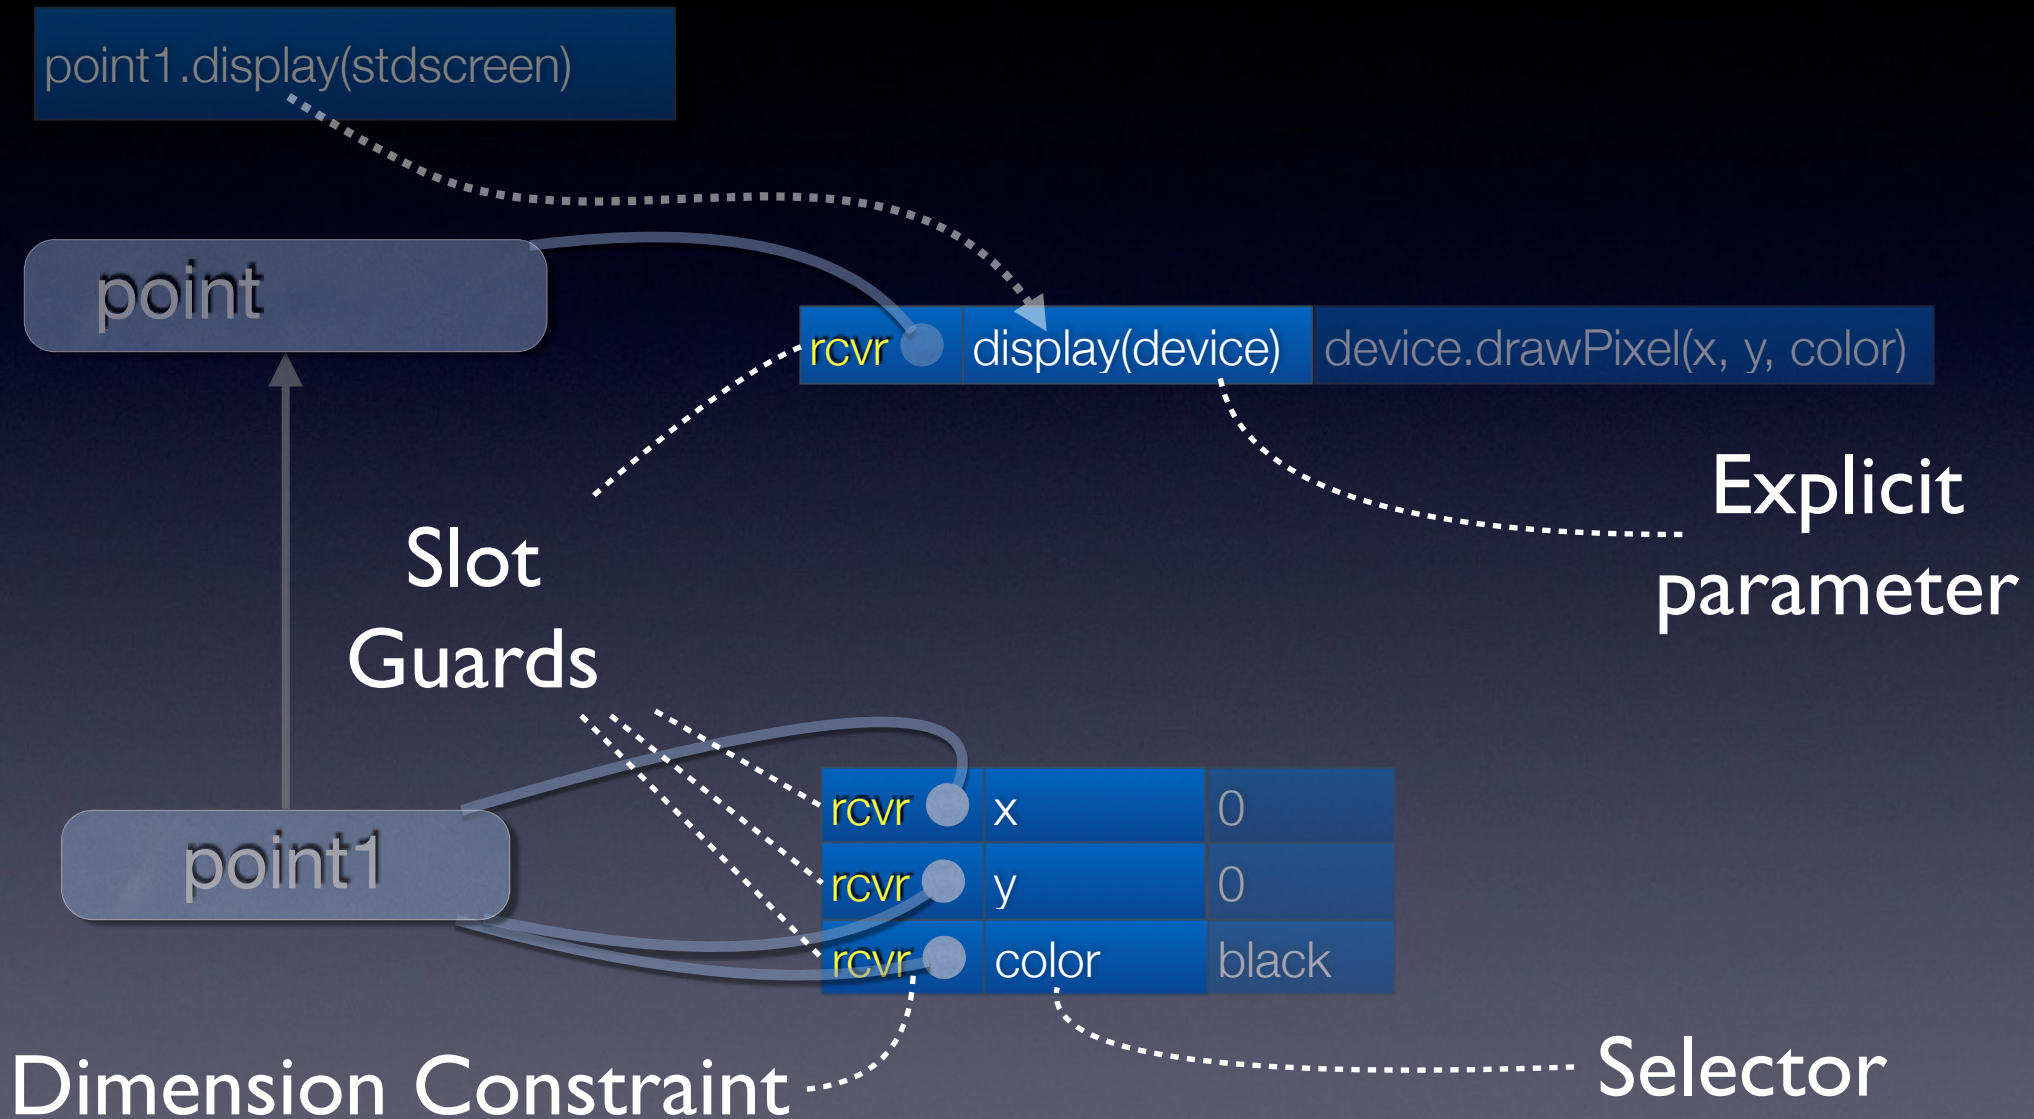 point1.display(stdscreen)
point
rcvr display(device) device.drawPixel(x, y, color)
Explicit
parameter
Slot
Guards
point1
rcvr x 0
rcvr y 0
rcvr color black
Dimension Constraint
Selector